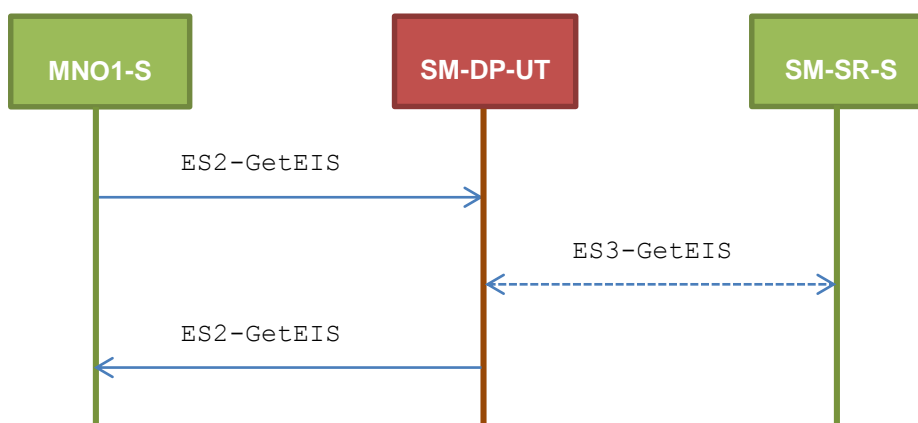 MNO1-S
SM-DP-UT
SM-SR-S
ES2-GetEIS
ES3-GetEIS
ES2-GetEIS